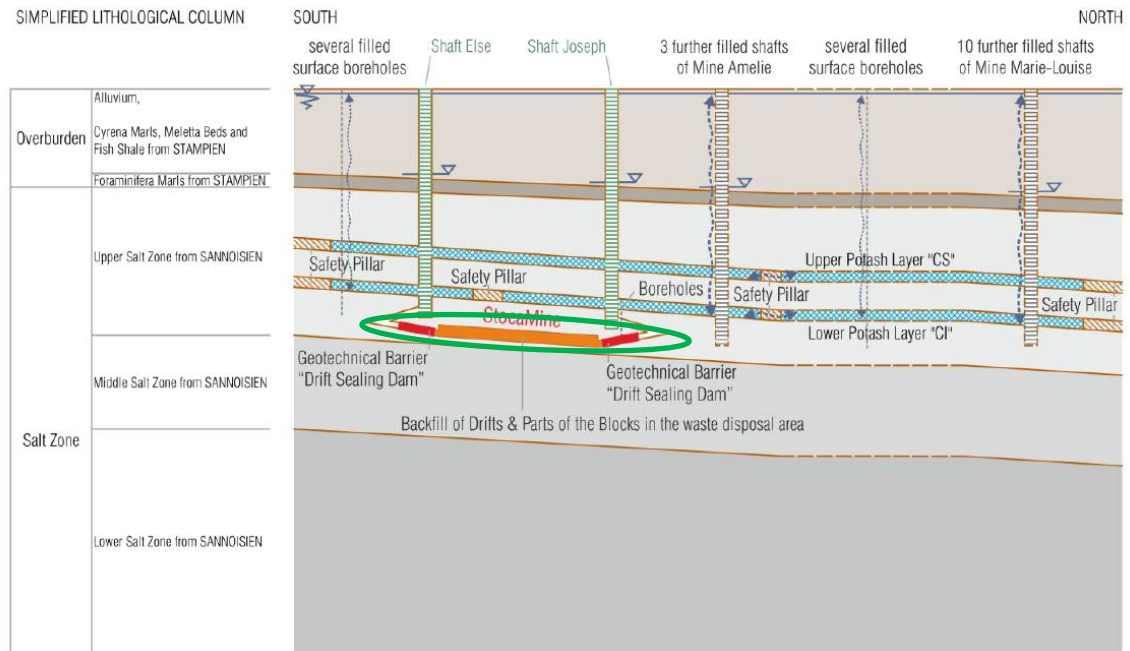 SIMPLIFIED LITHOLOGICAL COLUMN
SOUTH
NORTH
several filled
surface boreholes
Shaft Else
Shaft Joseph
3 further filled shafts
of Mine Amelie
several filled
surface boreholes
10 further filled shafts
of Mine Marie-Louise
Overburden
Alluvium,
Cyrena Marls, Meletta Beds and
Fish Shale from STAMPIEN
Foraminifera Marls from STAMPIEN
Upper Salt Zone from SANNOISIEN
Safety Pillar
Safety Pillar
Boreholes
Safety Pillar
Upper Potash Layer "CS"
Safety Pillar
StocaMine
Lower Potash Layer "CI"
Geotechnical Barrier
"Drift Sealing Dam"
Geotechnical Barrier
"Drift Sealing Dam"
Middle Salt Zone from SANNOISIEN
Backfill of Drifts & Parts of the Blocks in the waste disposal area
Salt Zone
Lower Salt Zone from SANNOISIEN